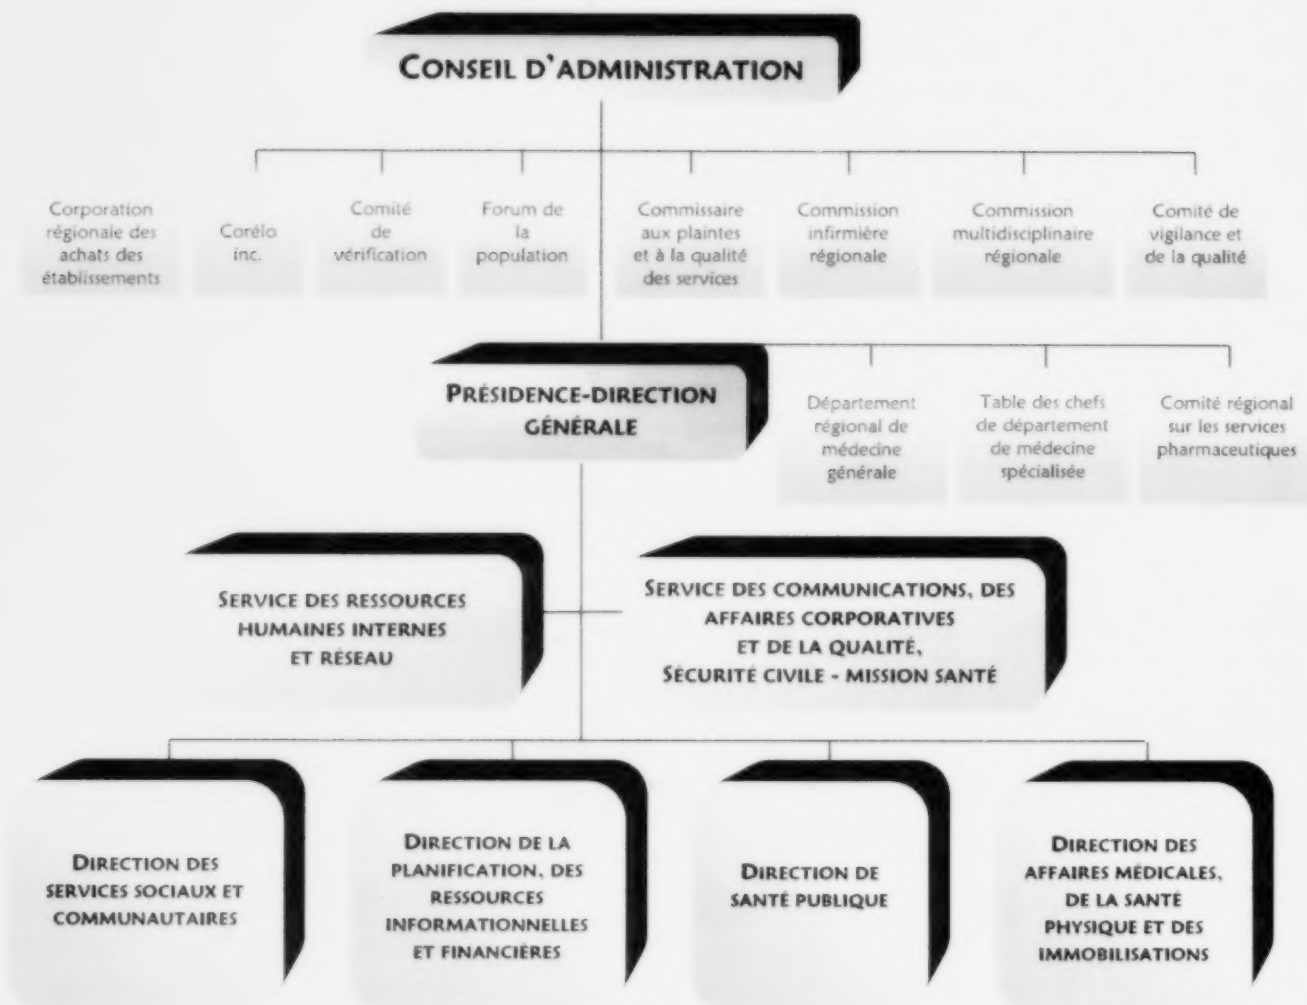 CONSEIL D'ADMINISTRATION
Corporation
régionale des
achats des
établissements
Corélo
inc.
Comité
de
vérification
Forum de
la
population
Commissaire
aux plaintes
et à la qualité
des services
Commission
infirmière
régionale
Commission
multidisciplinaire
régionale
Comité de
vigilance et
de la qualité
PRÉSIDENCE-DIRECTION
GÉNÉRALE
Département
régional de
médecine
générale
Table des chefs
de département
de médecine
spécialisée
Comité régional
sur les services
pharmaceutiques
SERVICE DES RESSOURCES
HUMAINES INTERNES
ET RÉSEAU
SERVICE DES COMMUNICATIONS, DES
AFFAIRES CORPORATIVES
ET DE LA QUALITÉ,
SÉCURITÉ CIVILE - MISSION SANTÉ
DIRECTION DES
SERVICES SOCIAUX ET
COMMUNAUTAIRES
DIRECTION DE LA
PLANIFICATION, DES
RESSOURCES
INFORMATIONNELLES
ET FINANCIÈRES
DIRECTION DE
SANTÉ PUBLIQUE
DIRECTION DES
AFFAIRES MÉDICALES,
DE LA SANTÉ
PHYSIQUE ET DES
IMMOBILISATIONS